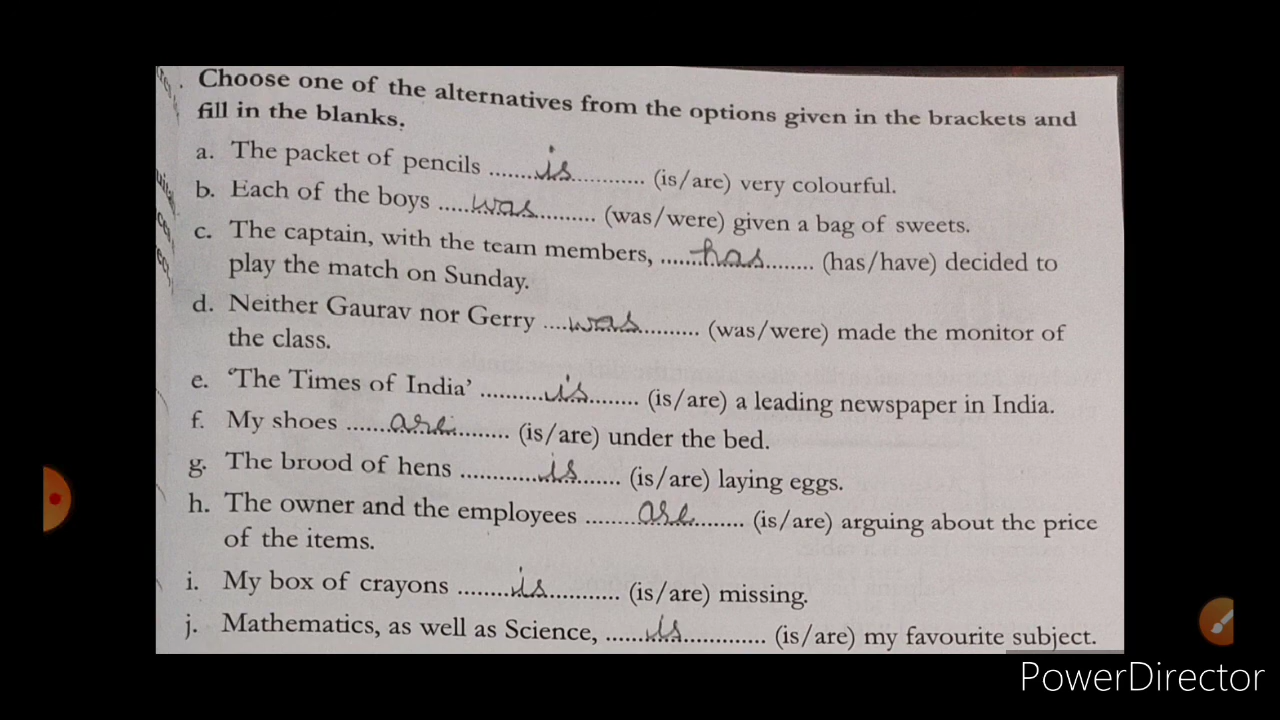 Choose one of the alternatives from the options given in the brackets and
fill in the blanks.
a. The packet of pencils ........is............ (is/are) very colourful.
b. Each of the boys .....was.......... (was/were) given a bag of sweets.
c. The captain, with the team members, .......has........ (has/have) decided to
play the match on Sunday.
d. Neither Gaurav nor Gerry ....was.......... (was/were) made the monitor of
the class.
e. 'The Times of India' ..........is........ (is/are) a leading newspaper in India.
f. My shoes ......are......... (is/are) under the bed.
g. The brood of hens ............is....... (is/are) laying eggs.
h. The owner and the employees ........are........ (is/are) arguing about the price
of the items.
i. My box of crayons ........is............ (is/are) missing.
j. Mathematics, as well as Science, ......is............. (is/are) my favourite subject.
PowerDirector